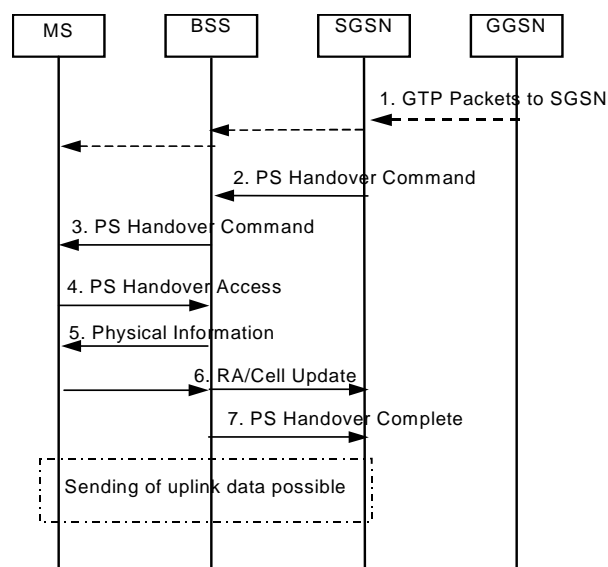 MS
BSS
SGSN
GGSN
1. GTP Packets to SGSN
2. PS Handover Command
3. PS Handover Command
4. PS Handover Access
5. Physical Information
6. RA/Cell Update
7. PS Handover Complete
Sending of uplink data possible